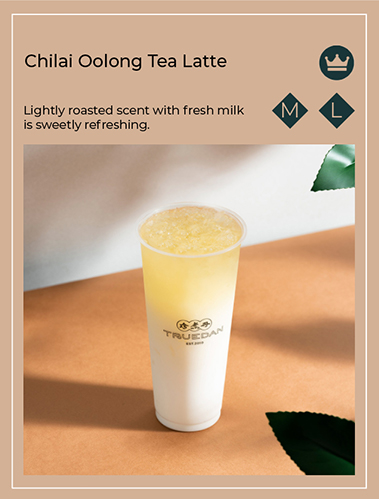 Chilai Oolong Tea Latte
Lightly roasted scent with fresh milk
is sweetly refreshing.
M L
TRUEDAN